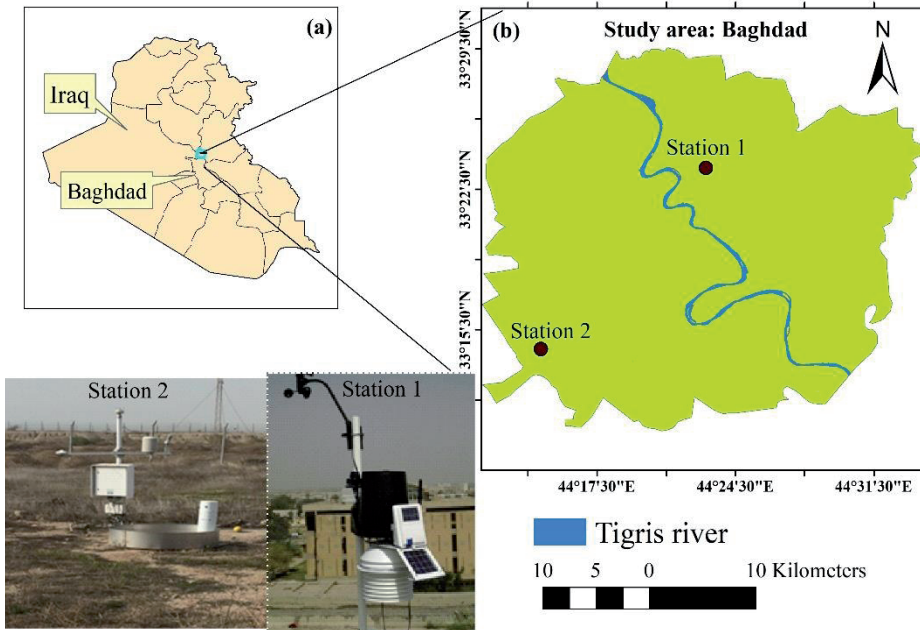 (a)
Iraq
Baghdad
(b)
Study area: Baghdad
N
33°29'30"N
33°22'30"N
33°15'30"N
Station 1
Station 2
44°17'30"E
44°24'30"E
44°31'30"E
Station 2
Station 1
Tigris river
10 5 0 10 Kilometers